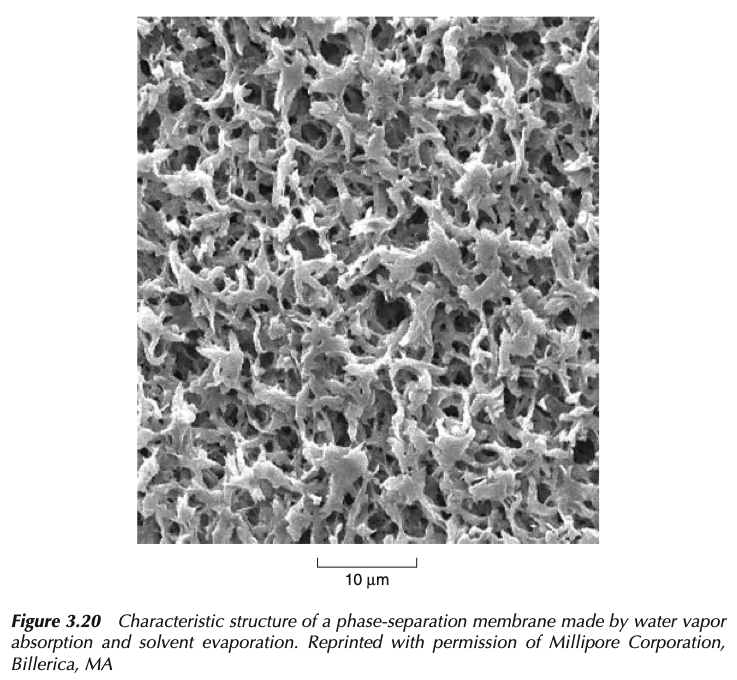 10 μm
Figure 3.20 Characteristic structure of a phase-separation membrane made by water vapor
absorption and solvent evaporation. Reprinted with permission of Millipore Corporation,
Billerica, MA